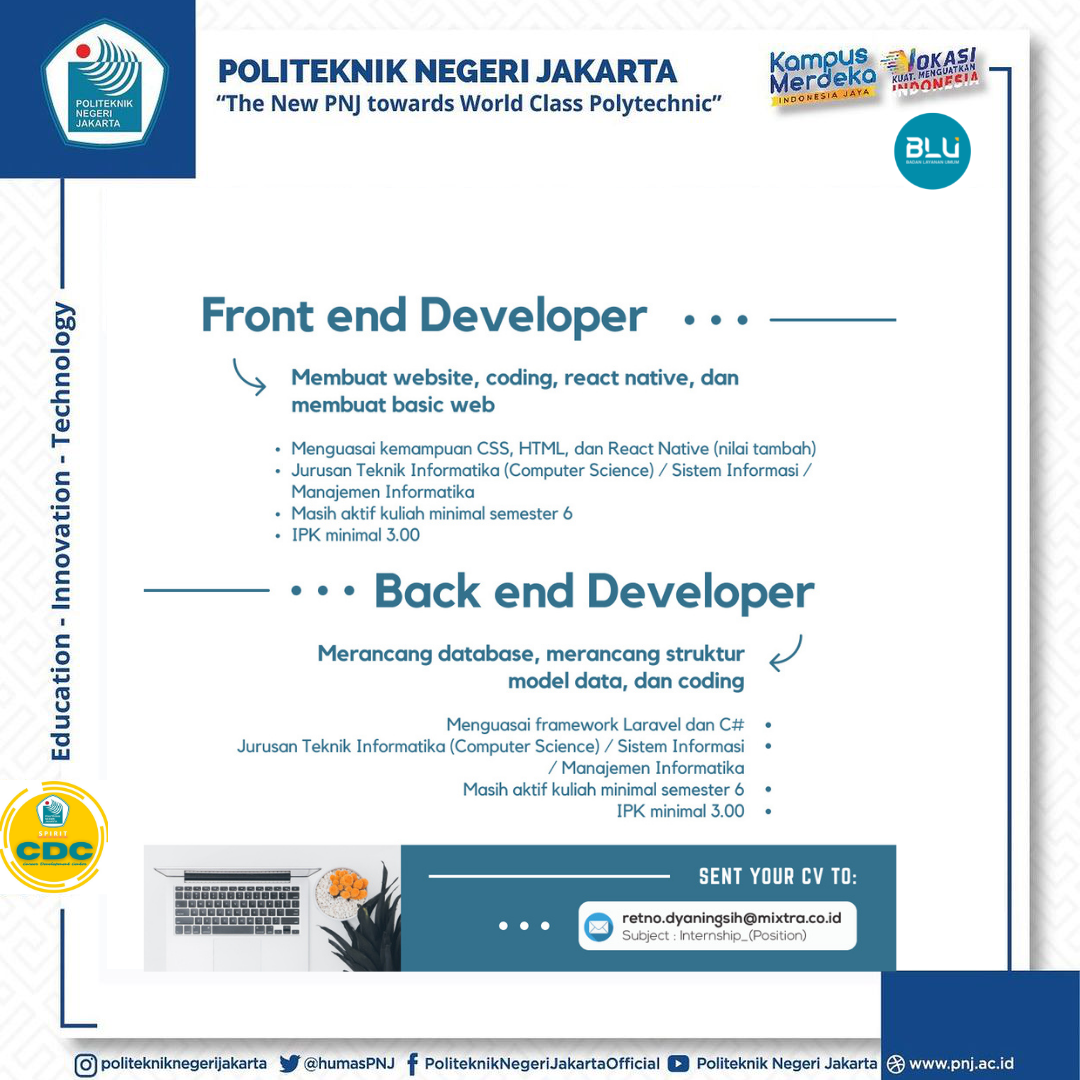 POLITEKNIK
NEGERI
JAKARTA
POLITEKNIK NEGERI JAKARTA
“The New PNJ towards World Class Polytechnic”
Kampus
Merdeka
INDONESIA JAYA
VOKASI
KUAT, MENGUATKAN
INDONESIA
BLU
BADAN LAYANAN UMUM
Education - Innovation - Technology
Front end Developer
Membuat website, coding, react native, dan
membuat basic web
• Menguasai kemampuan CSS, HTML, dan React Native (nilai tambah)
• Jurusan Teknik Informatika (Computer Science) / Sistem Informasi /
Manajemen Informatika
• Masih aktif kuliah minimal semester 6
• IPK minimal 3.00
Back end Developer
Merancang database, merancang struktur
model data, dan coding
Menguasai framework Laravel dan C# •
Jurusan Teknik Informatika (Computer Science) / Sistem Informasi •
/ Manajemen Informatika
Masih aktif kuliah minimal semester 6 •
IPK minimal 3.00 •
SPIRIT
CDC
Career Development Center
SENT YOUR CV TO:
retno.dyaningsih@mixtra.co.id
Subject : Internship_(Position)
politekniknegerijakarta @humasPNJ PoliteknikNegeriJakartaOfficial Politeknik Negeri Jakarta www.pnj.ac.id